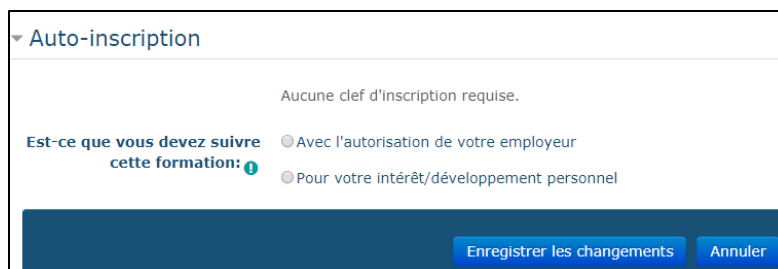 Auto-inscription
Aucune clef d'inscription requise.
Est-ce que vous devez suivre
cette formation:
Avec l'autorisation de votre employeur
Pour votre intérêt/développement personnel
Enregistrer les changements
Annuler